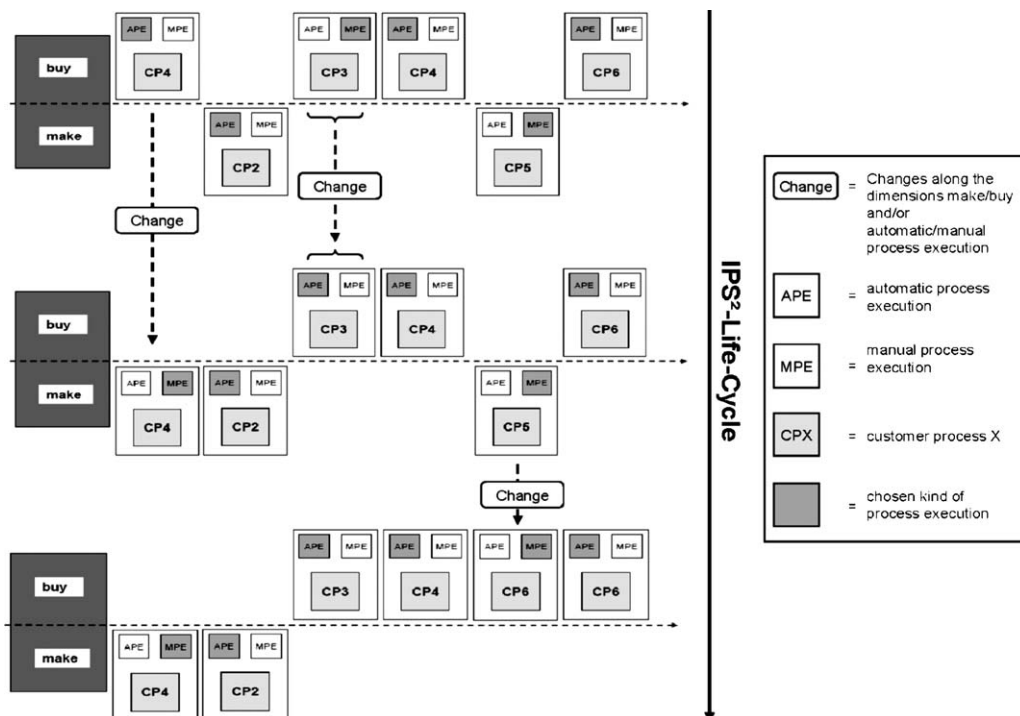 APE MPE
CP4
APE MPE
CP3
APE MPE
CP4
APE MPE
CP6
buy
make
APE MPE
CP2
APE MPE
CP5
Change
Change
APE MPE
CP3
APE MPE
CP4
APE MPE
CP6
buy
make
APE MPE
CP4
APE MPE
CP2
APE MPE
CP5
Change
APE MPE
CP3
APE MPE
CP4
APE MPE
CP6
APE MPE
CP6
buy
make
APE MPE
CP4
APE MPE
CP2
IPS²-Life-Cycle
Change = Changes along the
dimensions make/buy
and/or
automatic/manual
process execution
APE = automatic process
execution
MPE = manual process
execution
CPX = customer process X
= chosen kind of
process execution